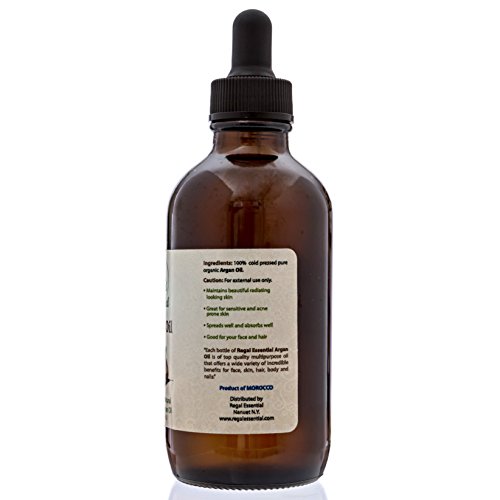 Ingredients: 100% cold pressed pure
organic Argan Oil.
Caution: For external use only.
• Maintains beautiful radiating
looking skin
• Great for sensitive and acne
prone skin
• Spreads well and absorbs well
• Good for your face and hair
"Each bottle of Regal Essential Argan
Oil is of top quality multipurpose oil
that offers a wide variety of incredible
benefits for face, skin, hair, body and
nails"
Product of MOROCCO
Distributed by
Regal Essential
Nanuet N.Y.
www.regalessential.com
Oil